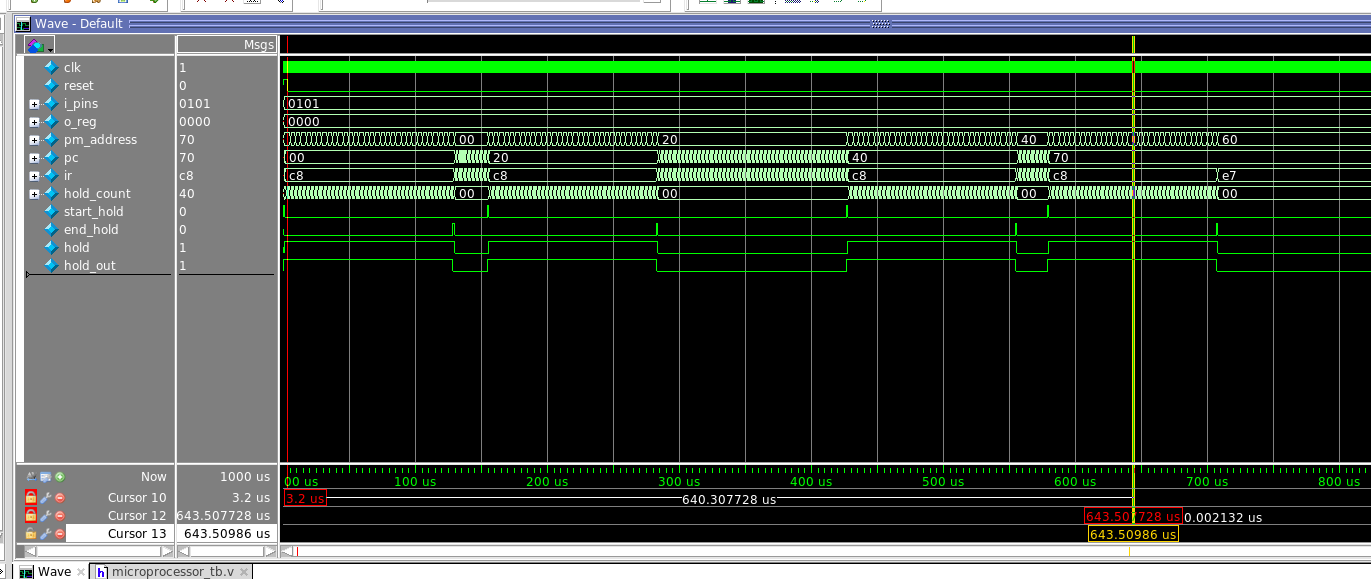 Wave - Default
Msgs
clk 1
reset 0
i_pins 0101 0101
o_reg 0000 0000
pm_address 70 00 20 40 60
pc 70 00 20 40 70
ir c8 c8 c8 c8 c8 e7
hold_count 40 00 00 00 00
start_hold 0
end_hold 0
hold 1
hold_out 1
Now 1000 us 00 us 100 us 200 us 300 us 400 us 500 us 600 us 700 us 800 us
Cursor 10 3.2 us 3.2 us 640.307728 us
Cursor 12 643.507728 us 643.507728 us 0.002132 us
Cursor 13 643.50986 us 643.50986 us
Wave microprocessor_tb.v